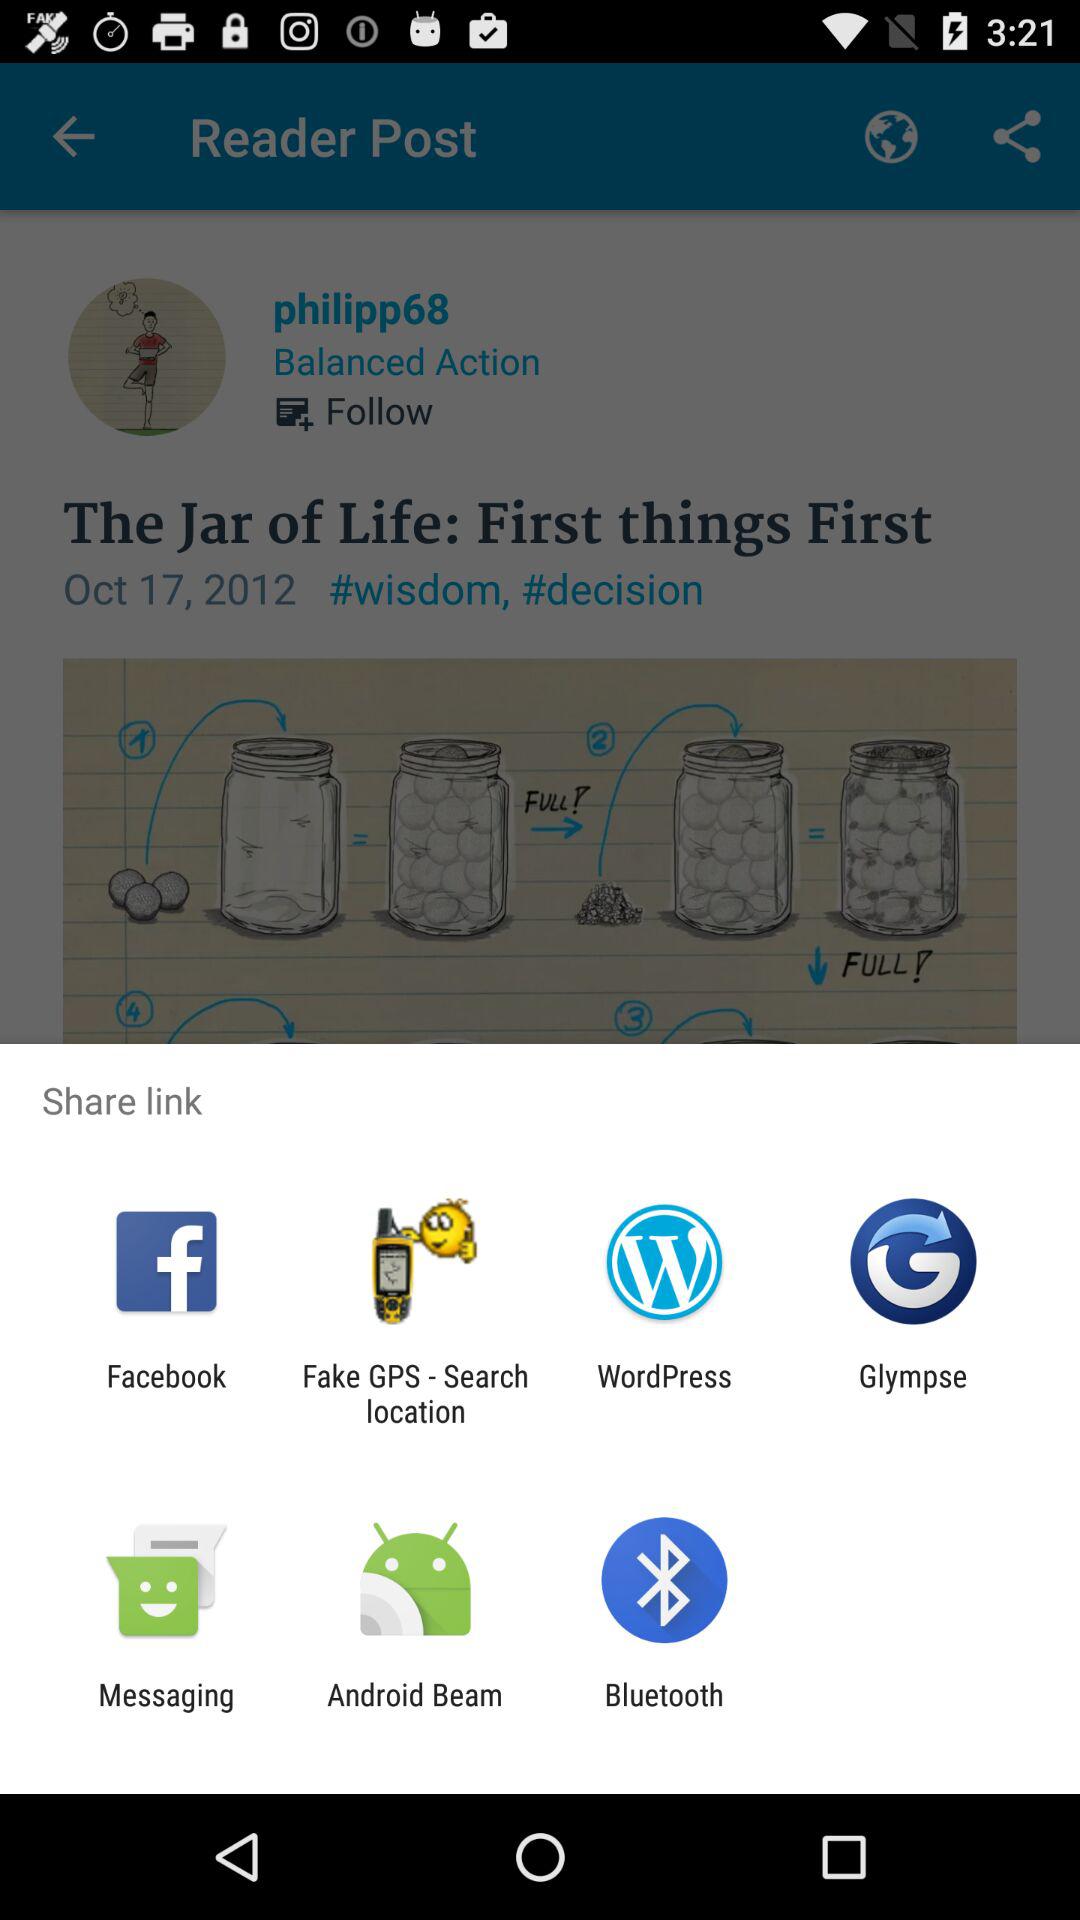 FAKE 3:21
Reader Post
philipp68
Balanced Action
Follow
The Jar of Life: First things First
Oct 17, 2012 #wisdom, #decision
1 2
FULL!
= =
FULL!
4 3
Share link
Facebook Fake GPS - Search WordPress Glympse
location
Messaging Android Beam Bluetooth